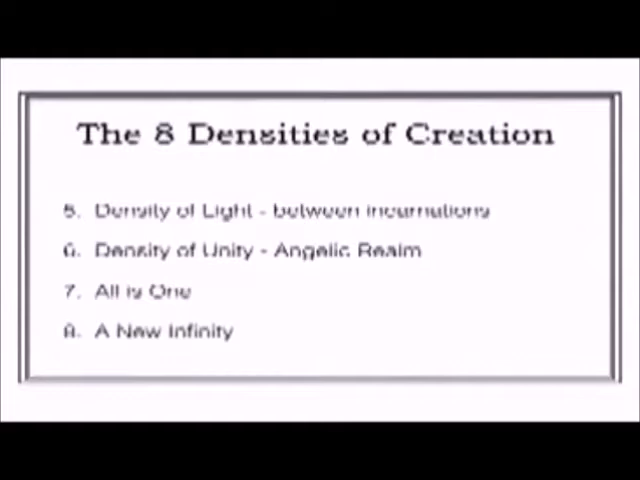 The 8 Densities of Creation
5. Density of Light - between incarnations
6. Density of Unity - Angelic Realm
7. All is One
8. A New Infinity